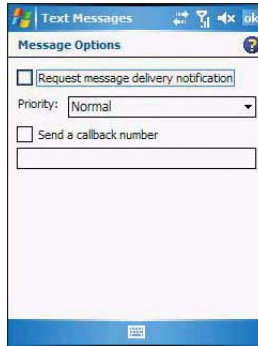 Text Messages ok
Message Options ?
Request message delivery notification
Priority: Normal
Send a callback number